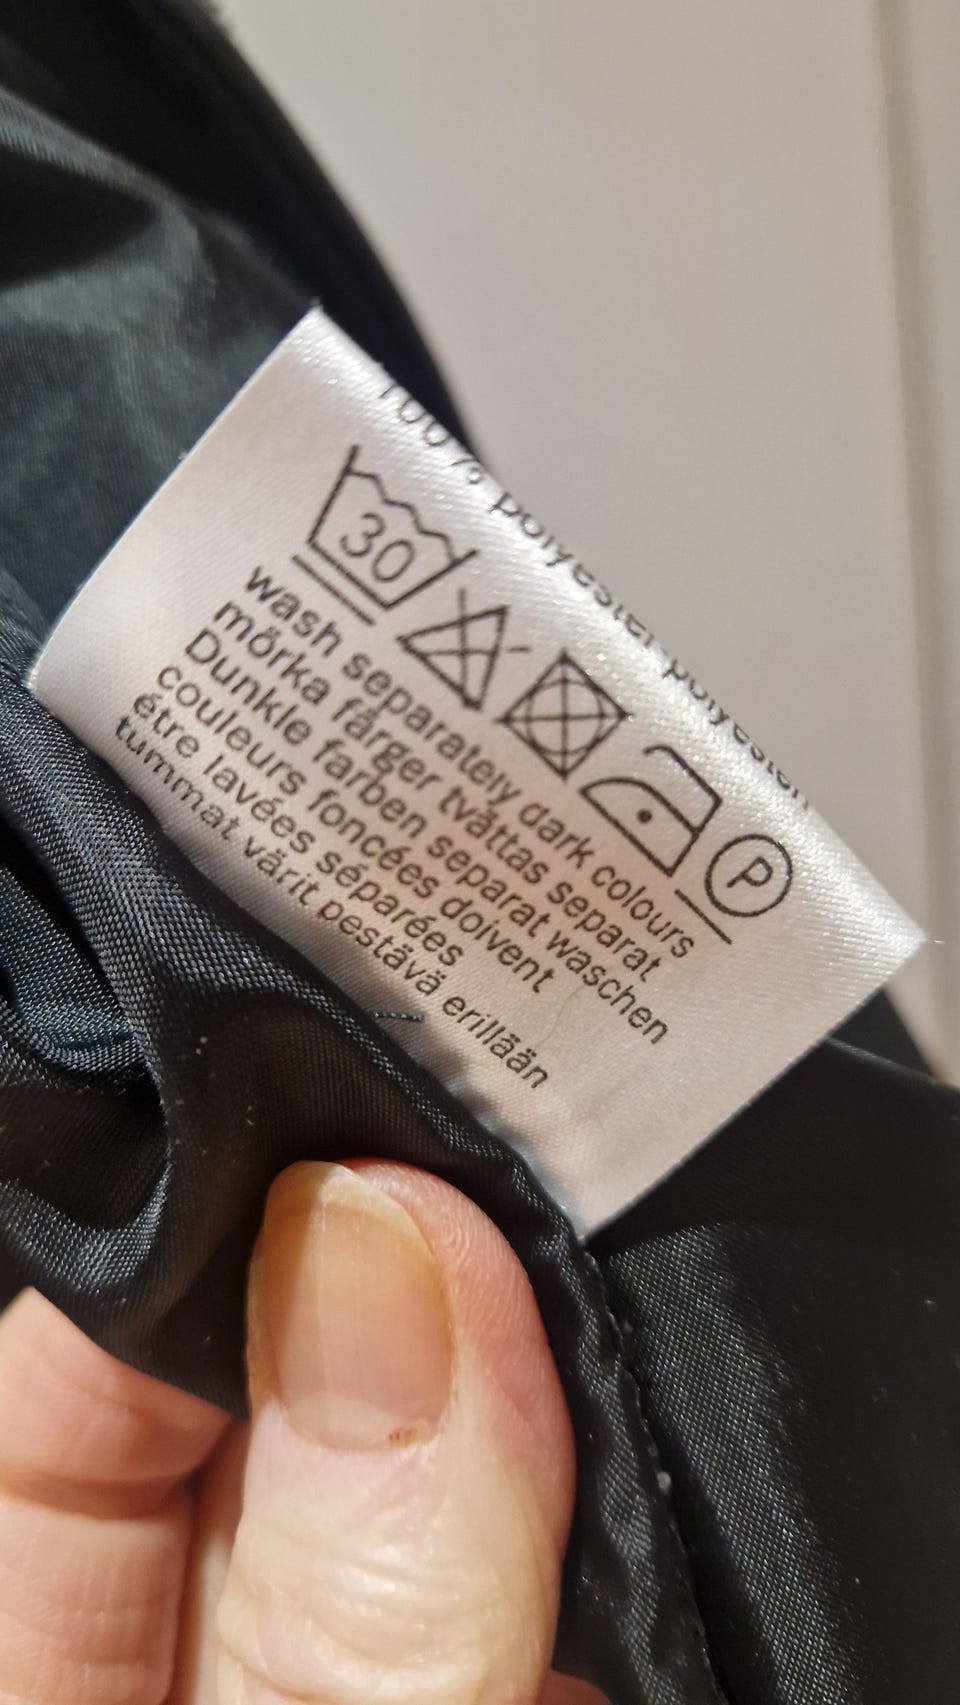 100% polyester polyesteri
30
P
wash separately dark colours
mörka färger tvättas separat
Dunkle farben separat waschen
couleurs foncées doivent
être lavées séparées
tummat värit pestävä erillään